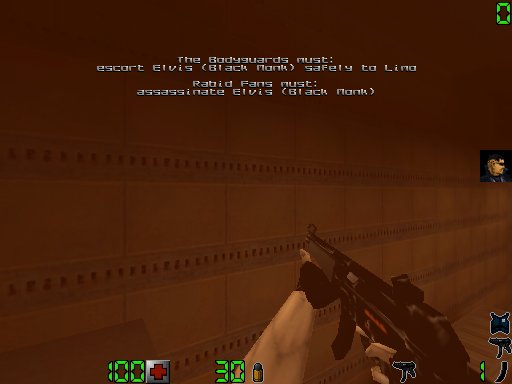 0
The Bodyguards must:
escort Elvis (Black Monk) safely to Limo
Rabid Fans must:
assassinate Elvis (Black Monk)
100 30 1